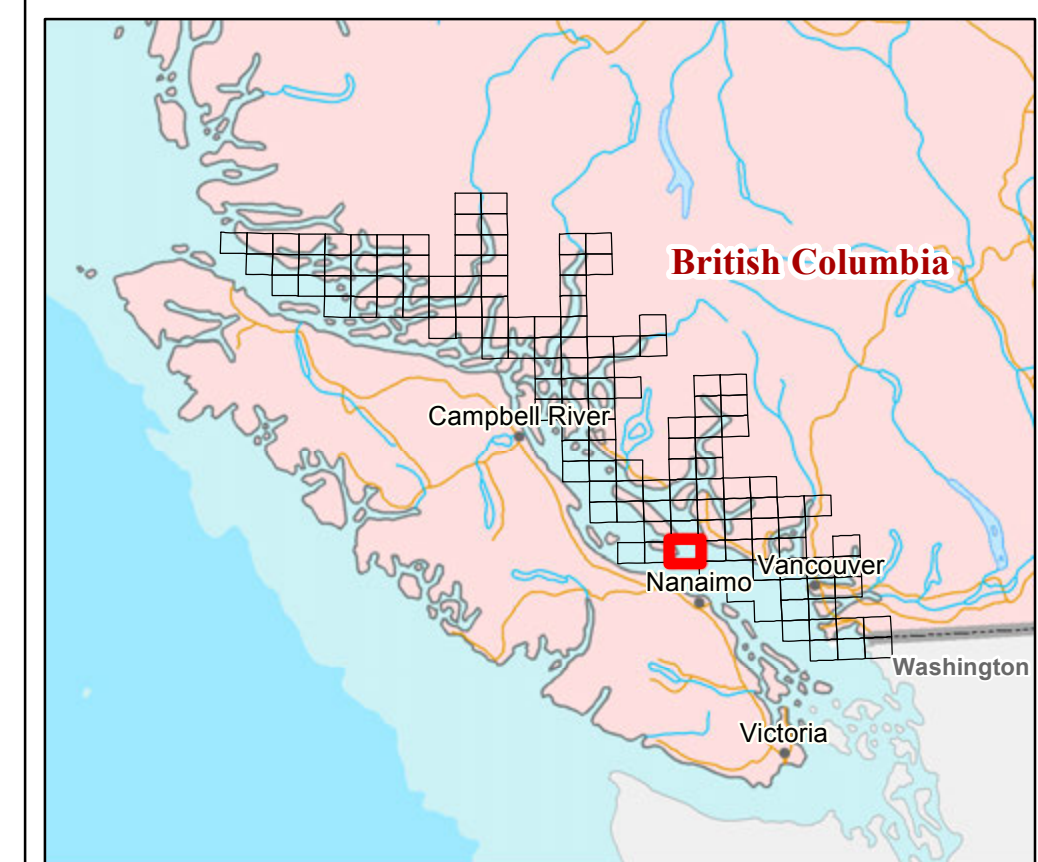 British Columbia
Campbell River
Vancouver
Nanaimo
Washington
Victoria